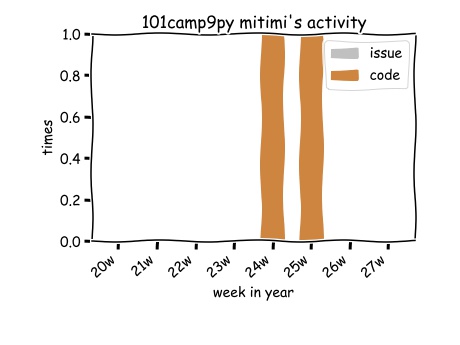 101camp9py mitimi's activity
1.0
0.8
0.6
0.4
0.2
0.0
times
issue
code
20w 21w 22w 23w 24w 25w 26w 27w
week in year